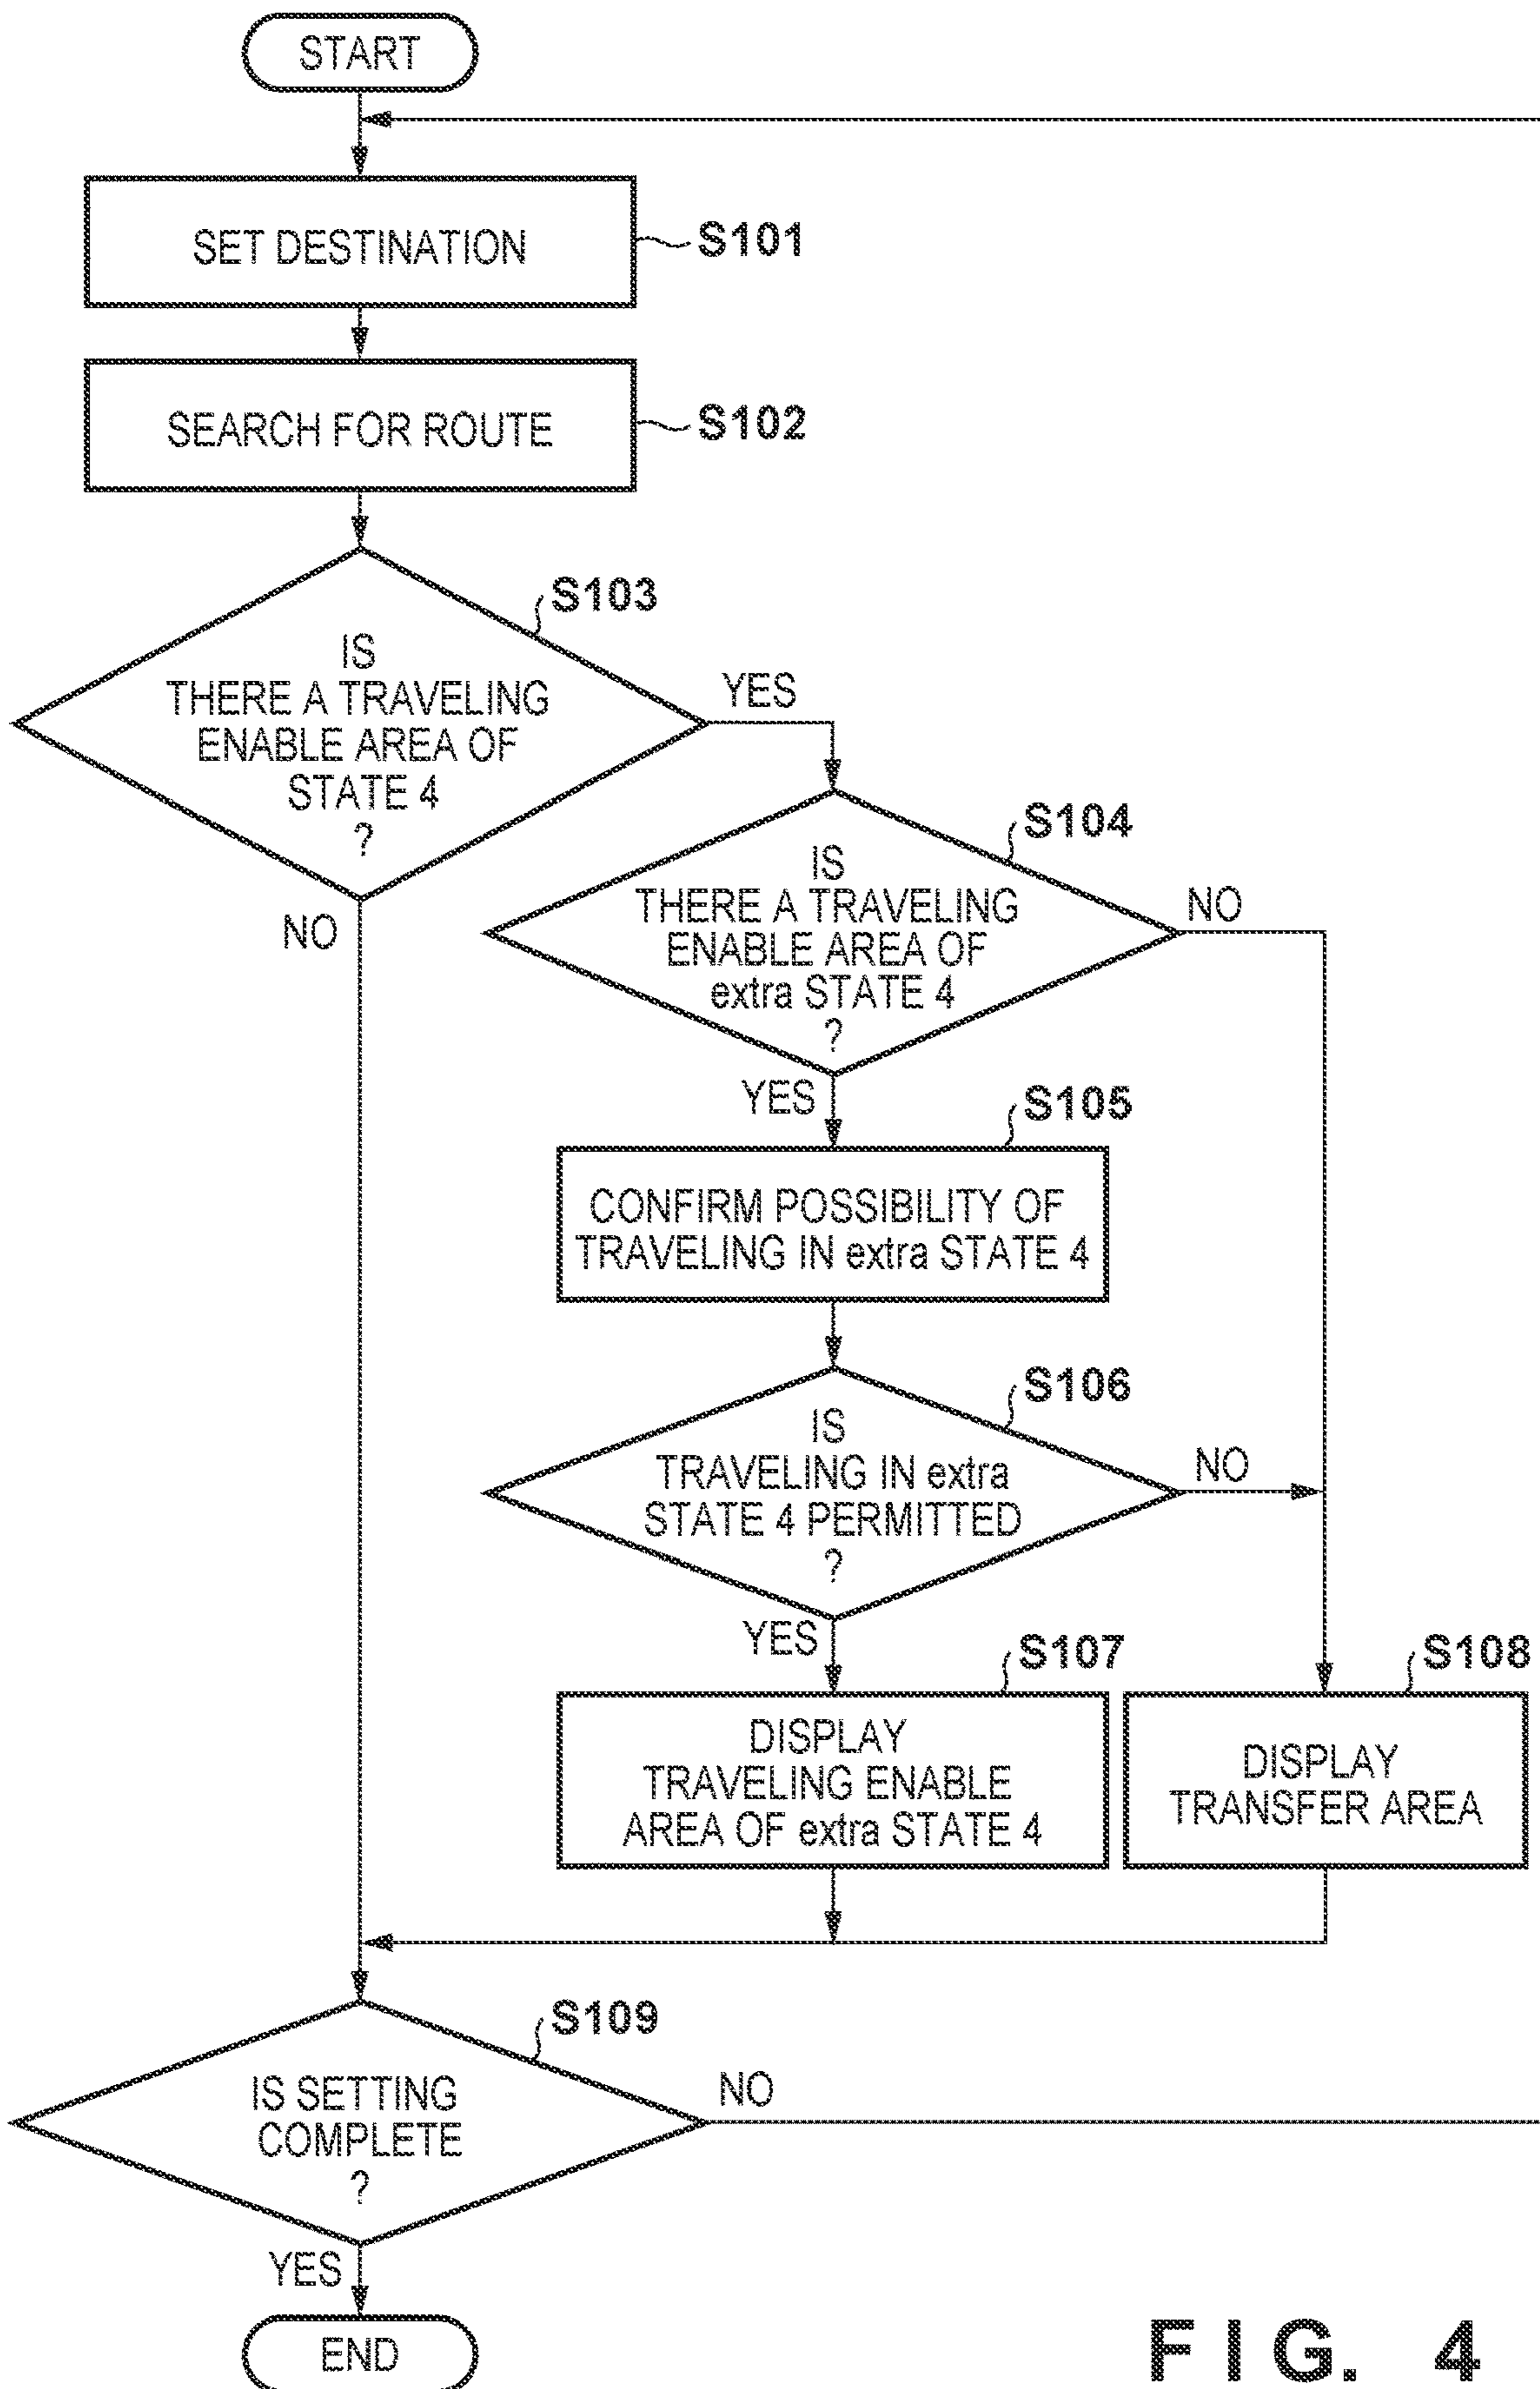 START
SET DESTINATION
S101
SEARCH FOR ROUTE
S102
S103
IS
THERE A TRAVELING
ENABLE AREA OF
STATE 4
?
YES
NO
S104
IS
THERE A TRAVELING
ENABLE AREA OF
extra STATE 4
?
NO
YES
S105
CONFIRM POSSIBILITY OF
TRAVELING IN extra STATE 4
S106
IS
TRAVELING IN extra
STATE 4 PERMITTED
?
NO
YES
S107
DISPLAY
TRAVELING ENABLE
AREA OF extra STATE 4
S108
DISPLAY
TRANSFER AREA
S109
IS SETTING
COMPLETE
?
NO
YES
END
FIG. 4